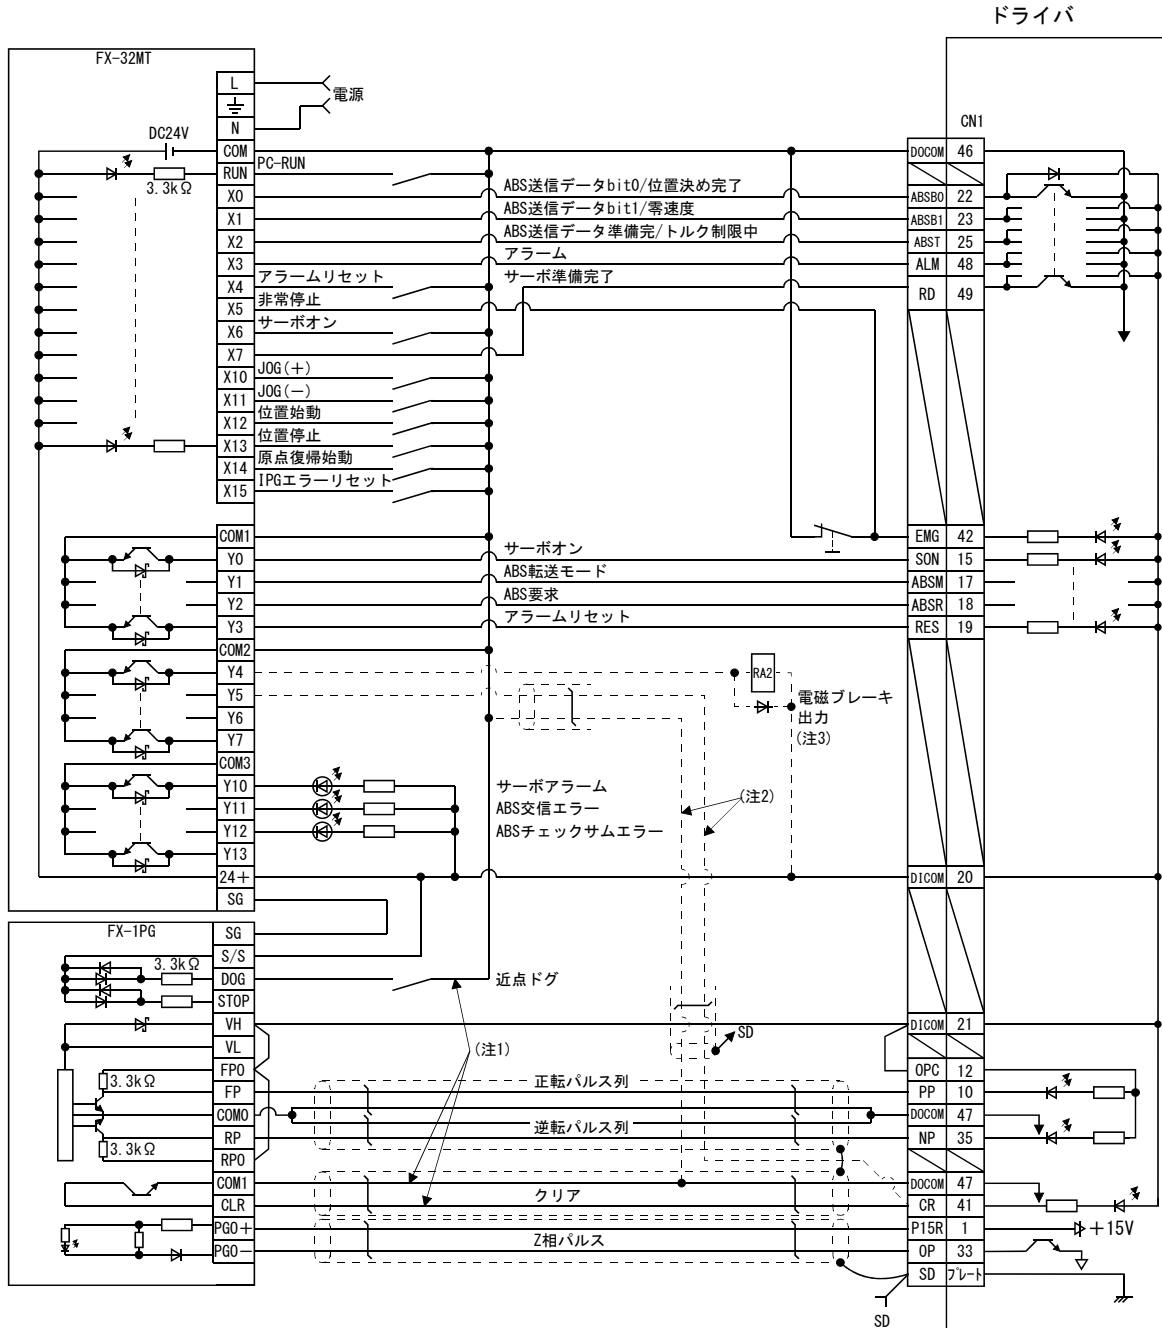 ドライバ
FX-32MT
L
電源
N
CN1
DC24V
COM
DOCOM 46
RUN
PC-RUN
3.3kΩ
X0
ABS送信データbit0/位置決め完了
ABSB0 22
X1
ABS送信データbit1/零速度
ABSB1 23
X2
ABS送信データ準備完/トルク制限中
ABST 25
X3
アラーム
ALM 48
X4
アラームリセット
サーボ準備完了
RD 49
X5
非常停止
X6
サーボオン
X7
X10
JOG(+)
X11
JOG(－)
X12
位置始動
X13
位置停止
X14
原点復帰始動
X15
IPGエラーリセット
COM1
EMG 42
Y0
サーボオン
SON 15
Y1
ABS転送モード
ABSM 17
Y2
ABS要求
ABSR 18
Y3
アラームリセット
RES 19
COM2
Y4
RA2
Y5
電磁ブレーキ
出力
(注3)
Y6
Y7
COM3
Y10
サーボアラーム
Y11
ABS交信エラー
(注2)
Y12
ABSチェックサムエラー
Y13
24+
DICOM 20
SG
FX-1PG
SG
S/S
3.3kΩ
DOG
近点ドグ
STOP
VH
DICOM 21
SD
VL
(注1)
FP0
OPC 12
3.3kΩ
FP
正転パルス列
PP 10
COM0
DOCOM 47
RP
逆転パルス列
NP 35
3.3kΩ
RP0
COM1
DOCOM 47
CLR
クリア
CR 41
PG0+
P15R 1
+15V
PG0－
Z相パルス
OP 33
SD プレート
SD